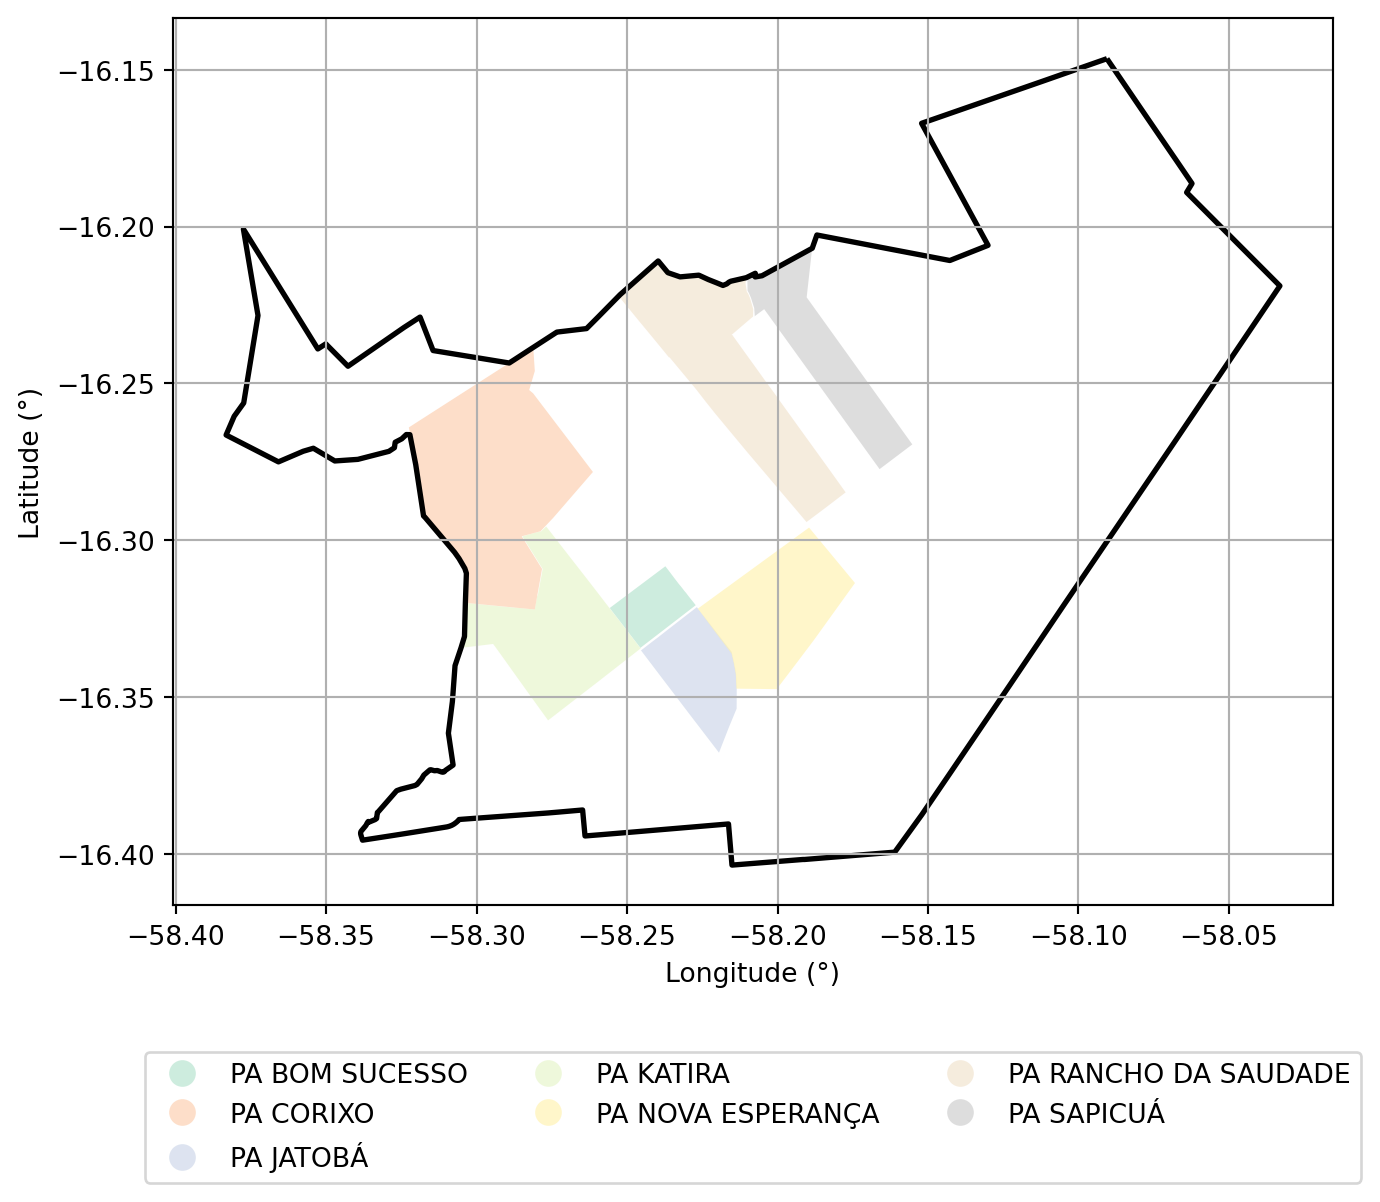 −16.15
−16.20
−16.25
−16.30
−16.35
−16.40
Latitude (°)
−58.40 −58.35 −58.30 −58.25 −58.20 −58.15 −58.10 −58.05
Longitude (°)
PA BOM SUCESSO PA KATIRA PA RANCHO DA SAUDADE
PA CORIXO PA NOVA ESPERANÇA PA SAPICUÁ
PA JATOBÁ